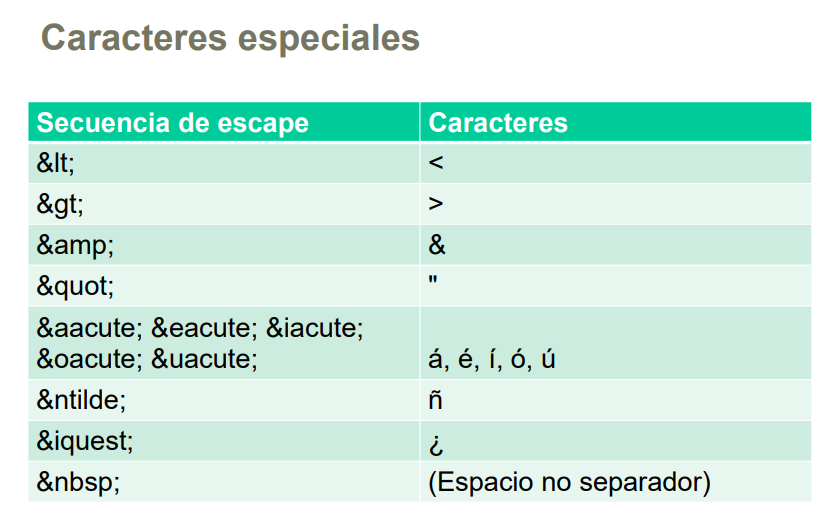 Caracteres especiales
Secuencia de escape Caracteres
&lt; <
&gt; >
&amp; &
&quot; "
&aacute; &eacute; &iacute;
&oacute; &uacute; á, é, í, ó, ú
&ntilde; ñ
&iquest; ¿
&nbsp; (Espacio no separador)